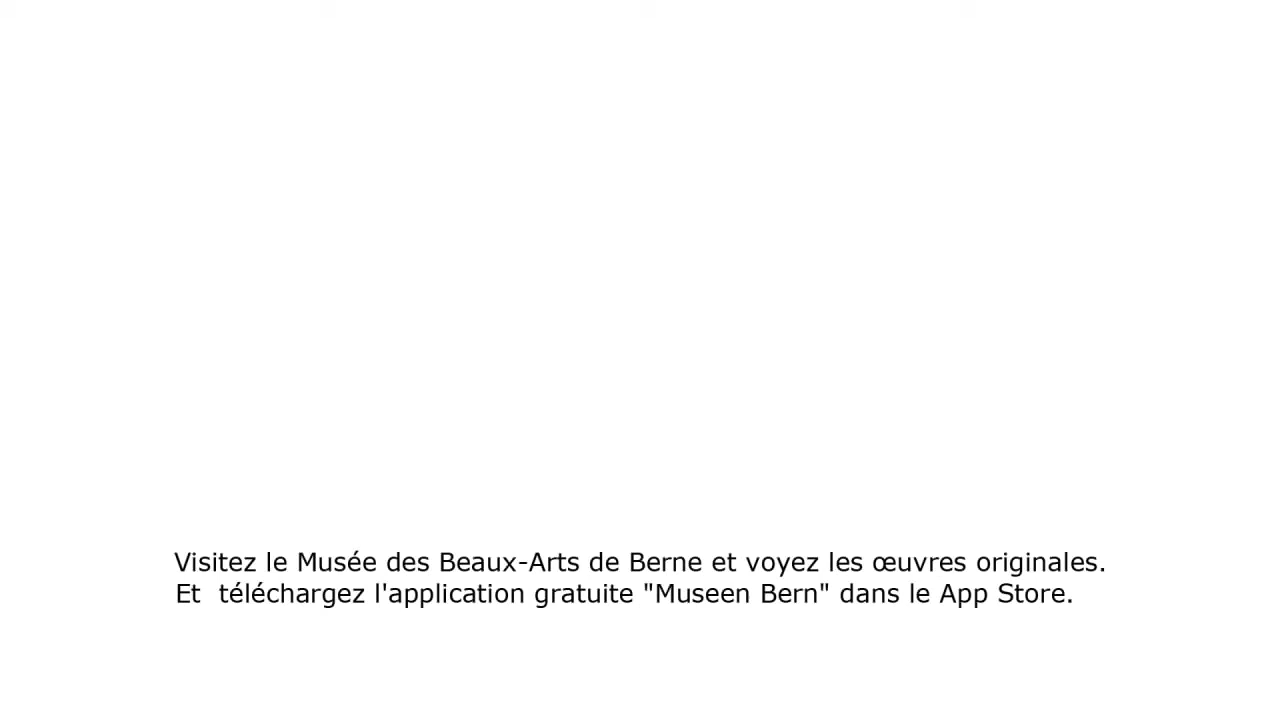 Visitez le Musée des Beaux-Arts de Berne et voyez les œuvres originales.
Et  téléchargez l'application gratuite "Museen Bern" dans le App Store.